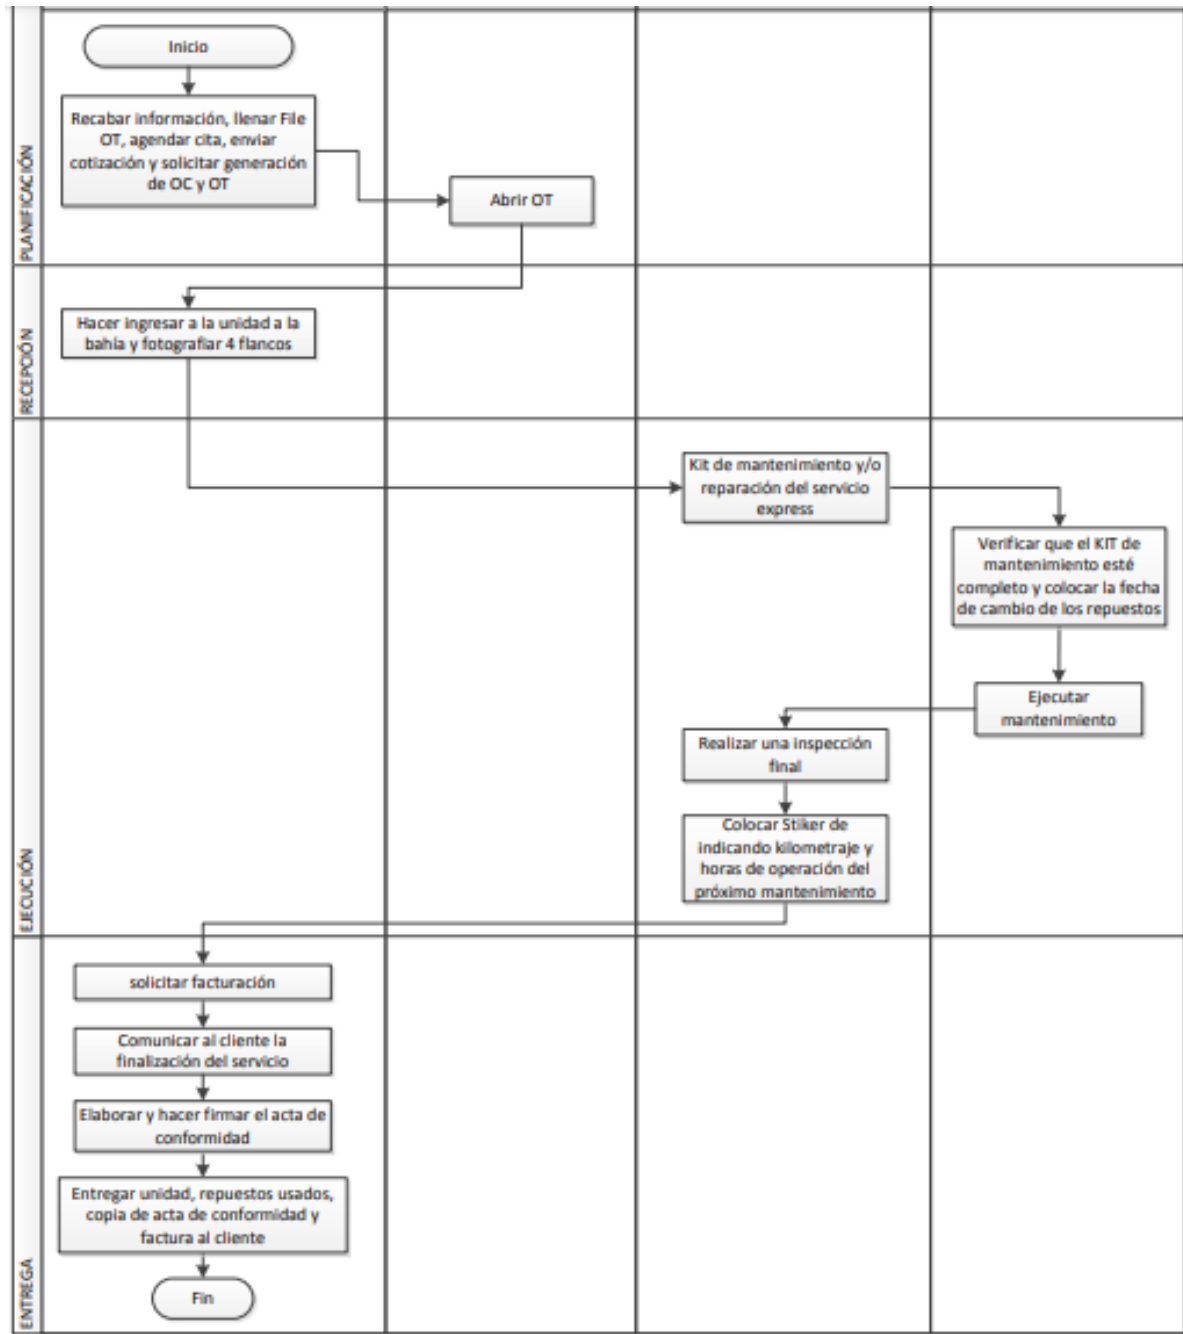 PLANIFICACIÓN
Inicio
Recabar información, llenar File
OT, agendar cita, enviar
cotización y solicitar generación
de OC y OT
Abrir OT
RECEPCIÓN
Hacer ingresar a la unidad a la
bahía y fotografiar 4 flancos
EJECUCIÓN
Kit de mantenimiento y/o
reparación del servicio
express
Verificar que el KIT de
mantenimiento esté
completo y colocar la fecha
de cambio de los repuestos
Ejecutar
mantenimiento
Realizar una inspección
final
Colocar Stiker de
indicando kilometraje y
horas de operación del
próximo mantenimiento
ENTREGA
solicitar facturación
Comunicar al cliente la
finalización del servicio
Elaborar y hacer firmar el acta de
conformidad
Entregar unidad, repuestos usados,
copia de acta de conformidad y
factura al cliente
Fin